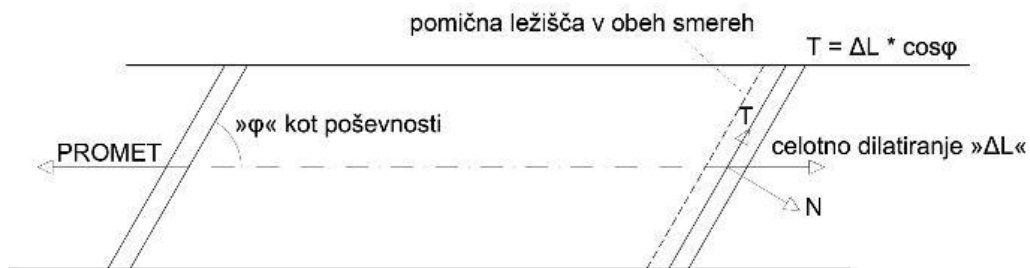 pomična ležišča v obeh smereh
T = ΔL * cosφ
»φ« kot poševnosti
T
PROMET
celotno dilatiranje »ΔL«
N